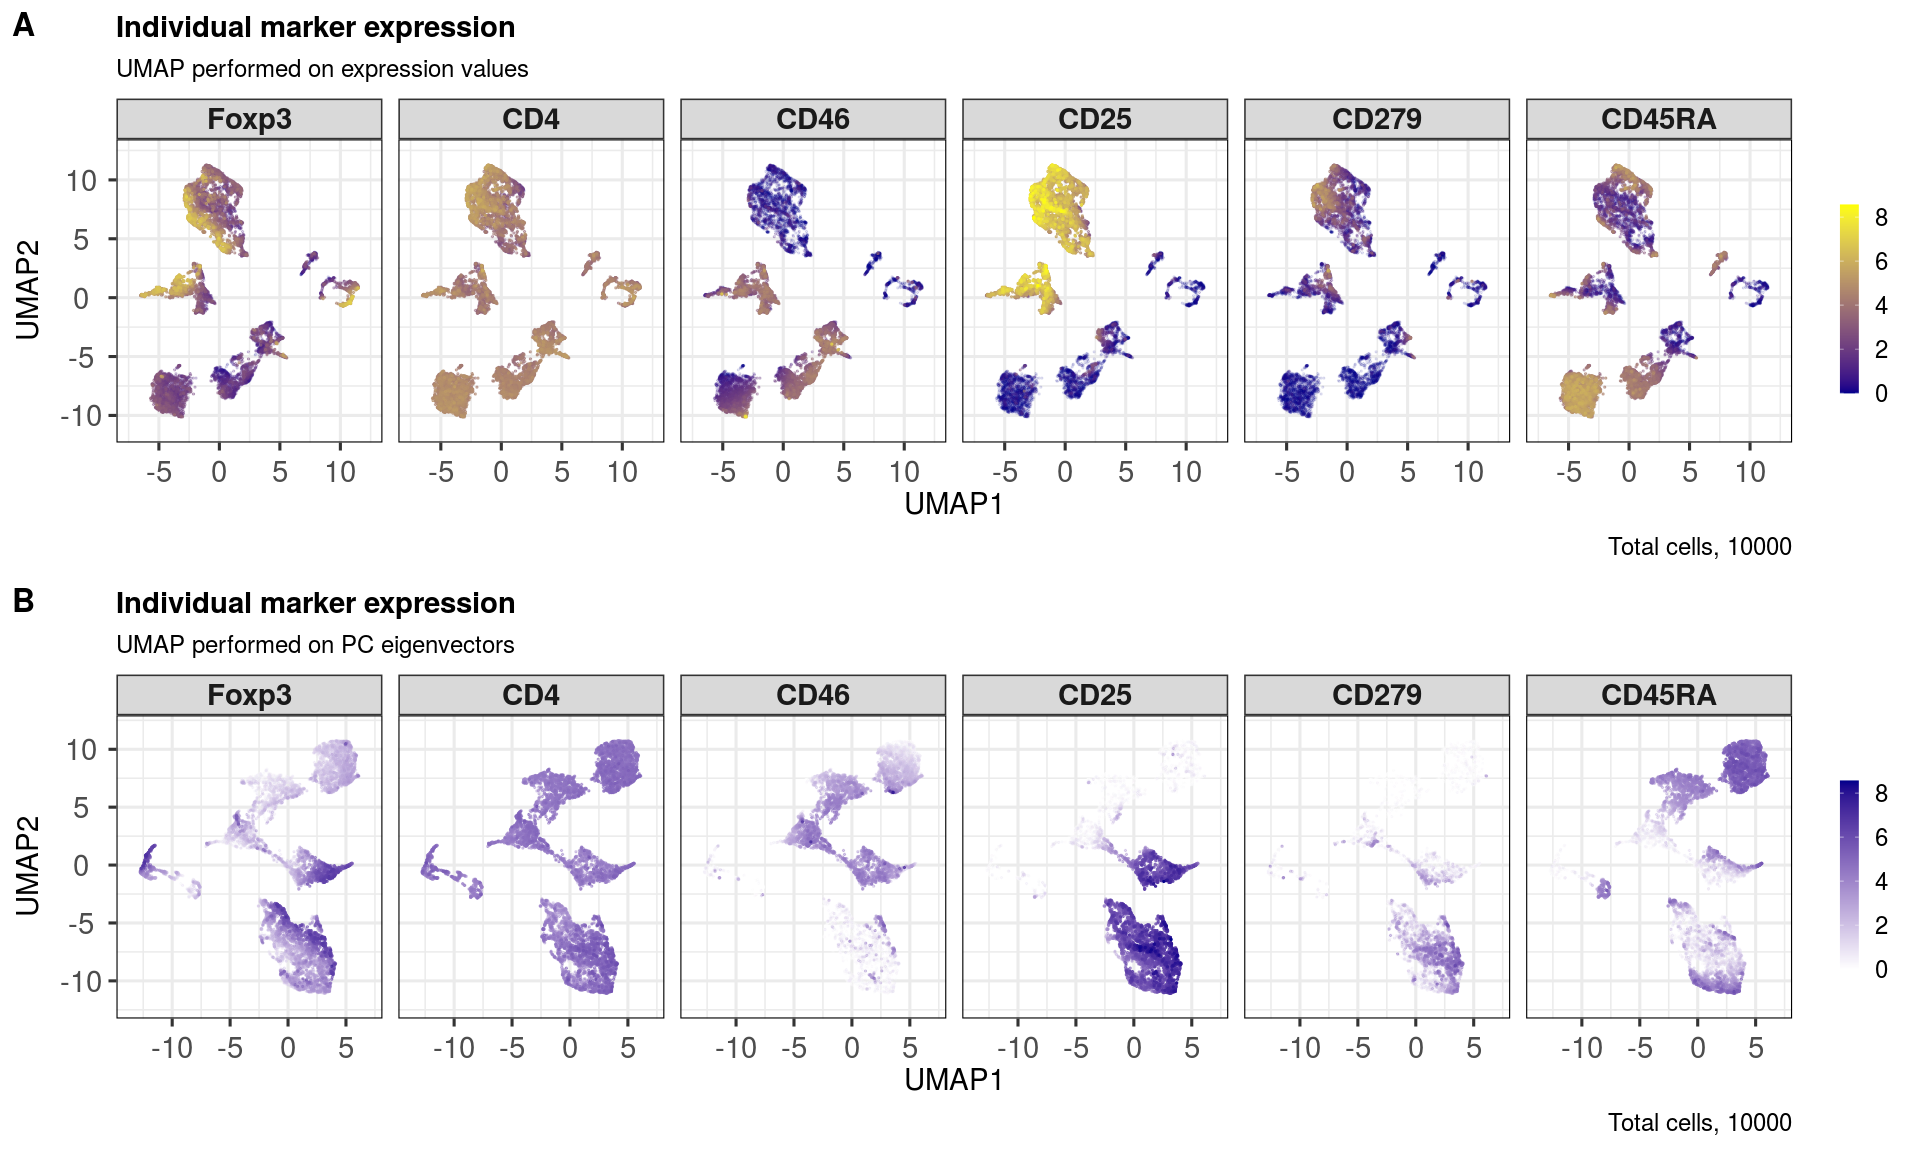 A
Individual marker expression
UMAP performed on expression values
Foxp3 CD4 CD46 CD25 CD279 CD45RA
UMAP2
10
5
0
-5
-10
-5 0 5 10 -5 0 5 10 -5 0 5 10 -5 0 5 10 -5 0 5 10 -5 0 5 10
UMAP1
8
6
4
2
0
Total cells, 10000
B
Individual marker expression
UMAP performed on PC eigenvectors
Foxp3 CD4 CD46 CD25 CD279 CD45RA
UMAP2
10
5
0
-5
-10
-10 -5 0 5 -10 -5 0 5 -10 -5 0 5 -10 -5 0 5 -10 -5 0 5 -10 -5 0 5
UMAP1
8
6
4
2
0
Total cells, 10000